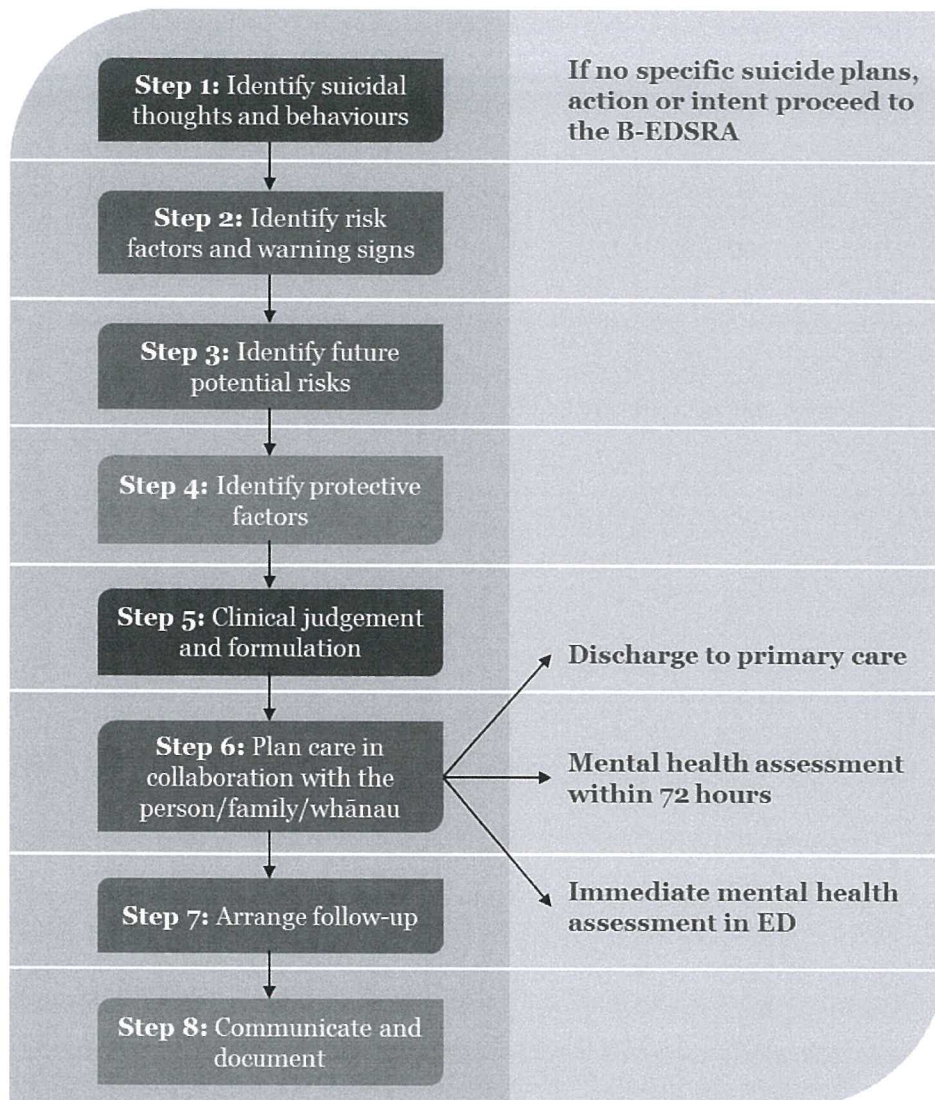 Step 1: Identify suicidal
thoughts and behaviours
If no specific suicide plans,
action or intent proceed to
the B-EDSRA
Step 2: Identify risk
factors and warning signs
Step 3: Identify future
potential risks
Step 4: Identify protective
factors
Step 5: Clinical judgement
and formulation
Discharge to primary care
Step 6: Plan care in
collaboration with the
person/family/whānau
Mental health assessment
within 72 hours
Immediate mental health
assessment in ED
Step 7: Arrange follow-up
Step 8: Communicate and
document